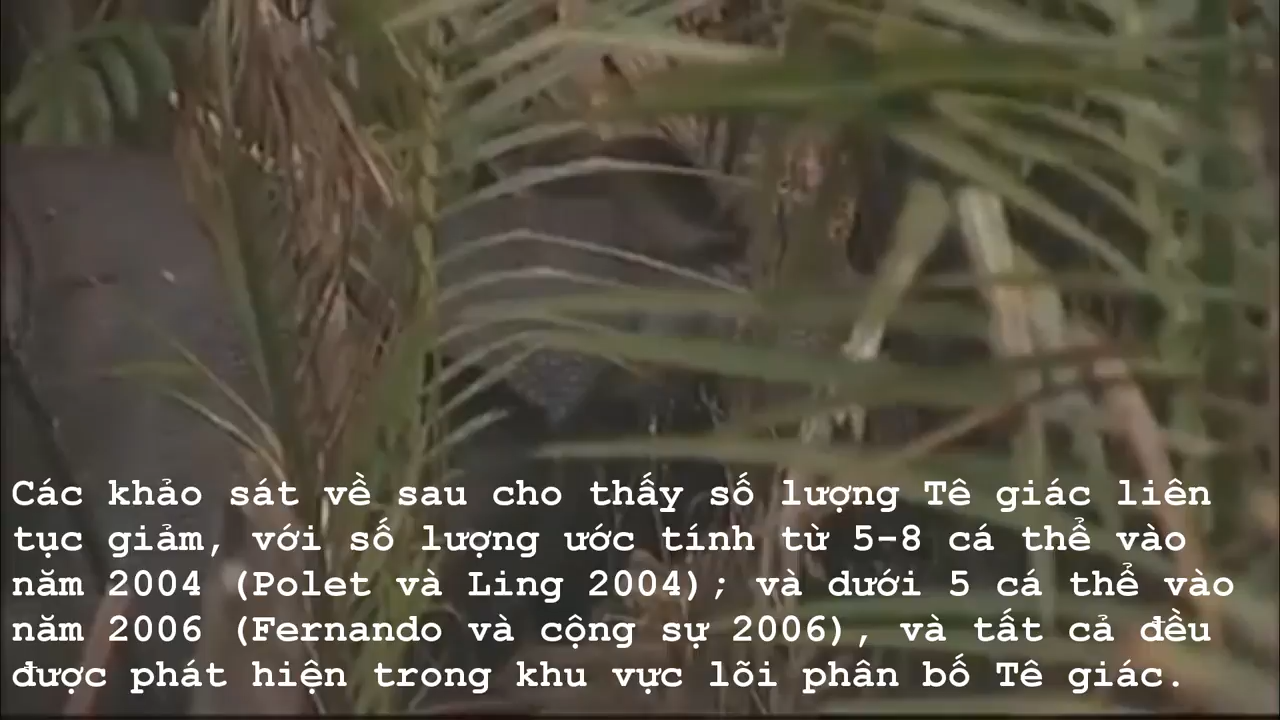 Các khảo sát về sau cho thấy số lượng Tê giác liên
tục giảm, với số lượng ước tính từ 5-8 cá thể vào
năm 2004 (Polet và Ling 2004); và dưới 5 cá thể vào
năm 2006 (Fernando và cộng sự 2006), và tất cả đều
được phát hiện trong khu vực lõi phân bố Tê giác.